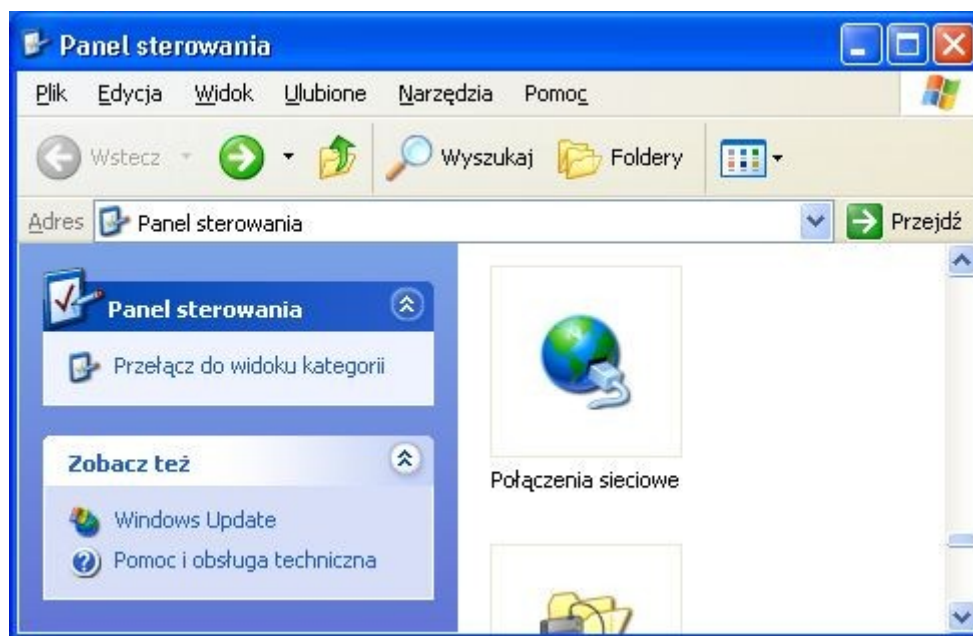 Panel sterowania
Plik Edycja Widok Ulubione Narzędzia Pomoc
Wstecz Wyszukaj Foldery
Adres Panel sterowania Przejdź
Panel sterowania
Przełącz do widoku kategorii
Zobacz też
Windows Update
Pomoc i obsługa techniczna
Połączenia sieciowe